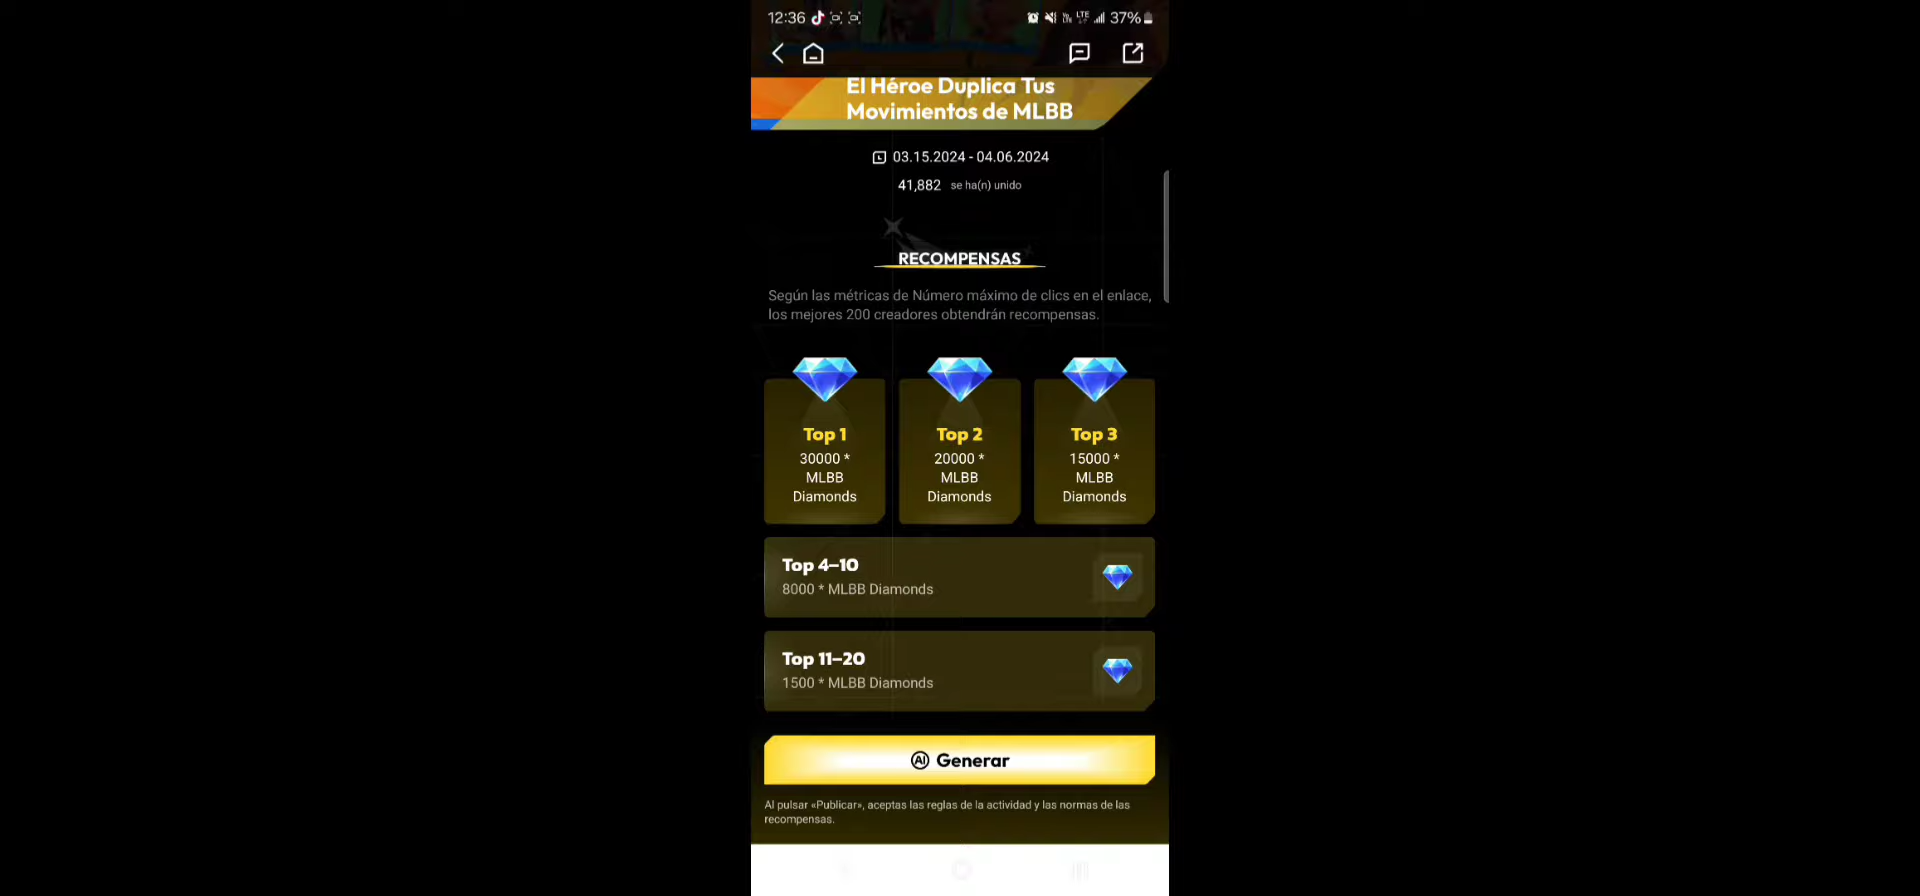 12:36
LTE
37%
El Héroe Duplica Tus
Movimientos de MLBB
03.15.2024 - 04.06.2024
41,882 se ha(n) unido
RECOMPENSAS
Según las métricas de Número máximo de clics en el enlace,
los mejores 200 creadores obtendrán recompensas.
Top 1
30000 *
MLBB
Diamonds
Top 2
20000 *
MLBB
Diamonds
Top 3
15000 *
MLBB
Diamonds
Top 4–10
8000 * MLBB Diamonds
Top 11–20
1500 * MLBB Diamonds
AI Generar
Al pulsar «Publicar», aceptas las reglas de la actividad y las normas de las
recompensas.